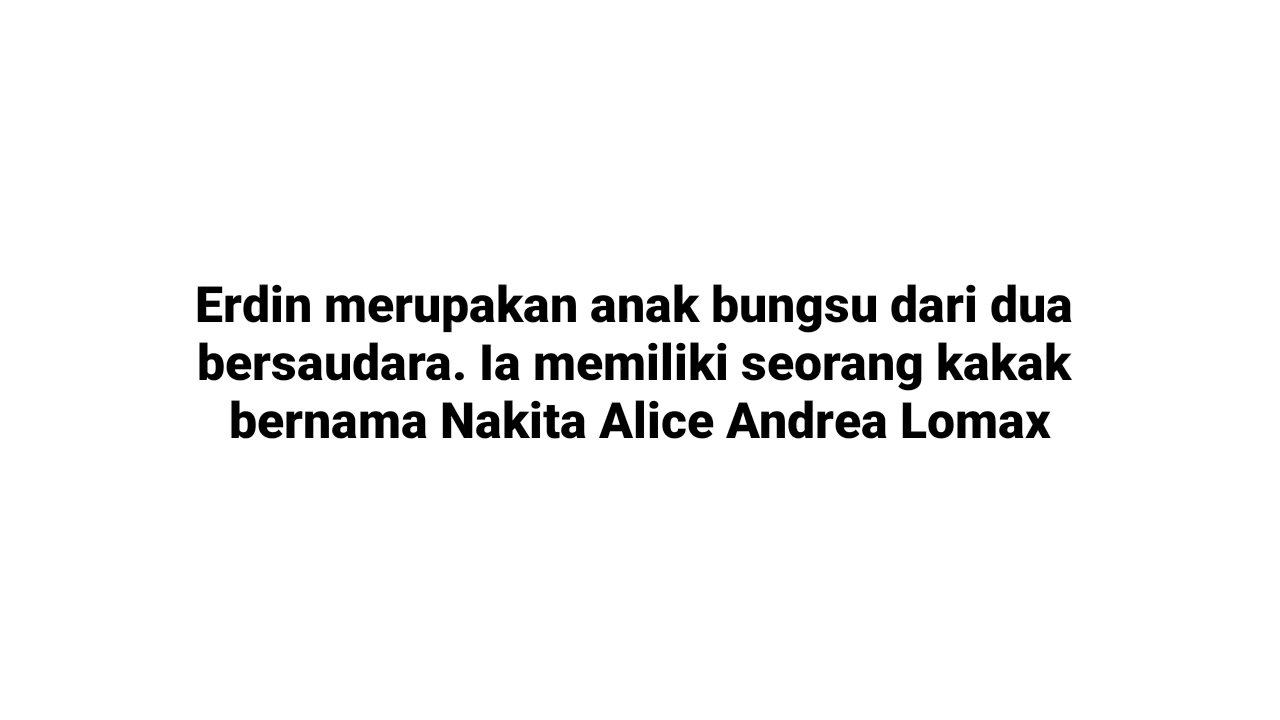 Erdin merupakan anak bungsu dari dua
bersaudara. Ia memiliki seorang kakak
bernama Nakita Alice Andrea Lomax